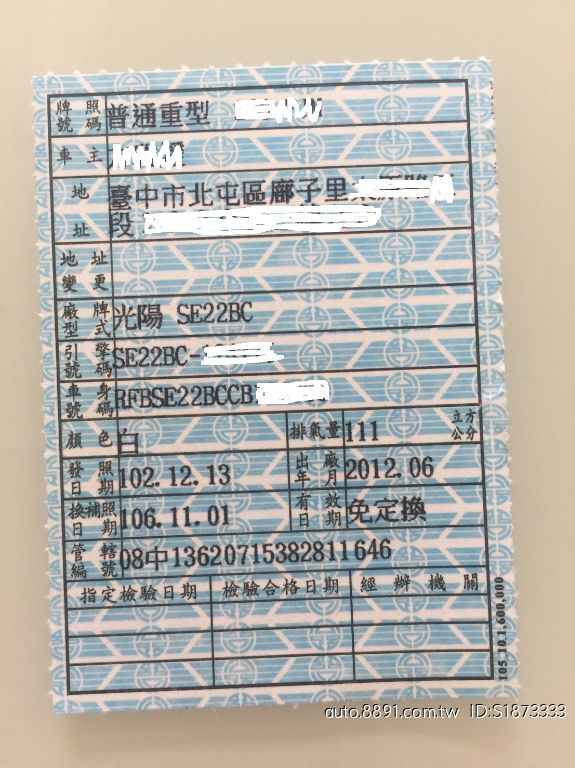 牌照號碼 普通重型
車主
地址 臺中市北屯區廍子里
段
地址變更
廠牌型式 光陽 SE22BC
引擎號碼 SE22BC-
車身號碼 RFBSE22BCCB
顏色 白 排氣量 111 立方公分
發照日期 102.12.13 出廠年月 2012.06
換補照日期 106.11.01 有效日期 免定換
管轄編號 08中13620715382811646
指定檢驗日期 檢驗合格日期 經辦機關
105.10.1,600,000
auto.8891.com.tw ID:S1873333